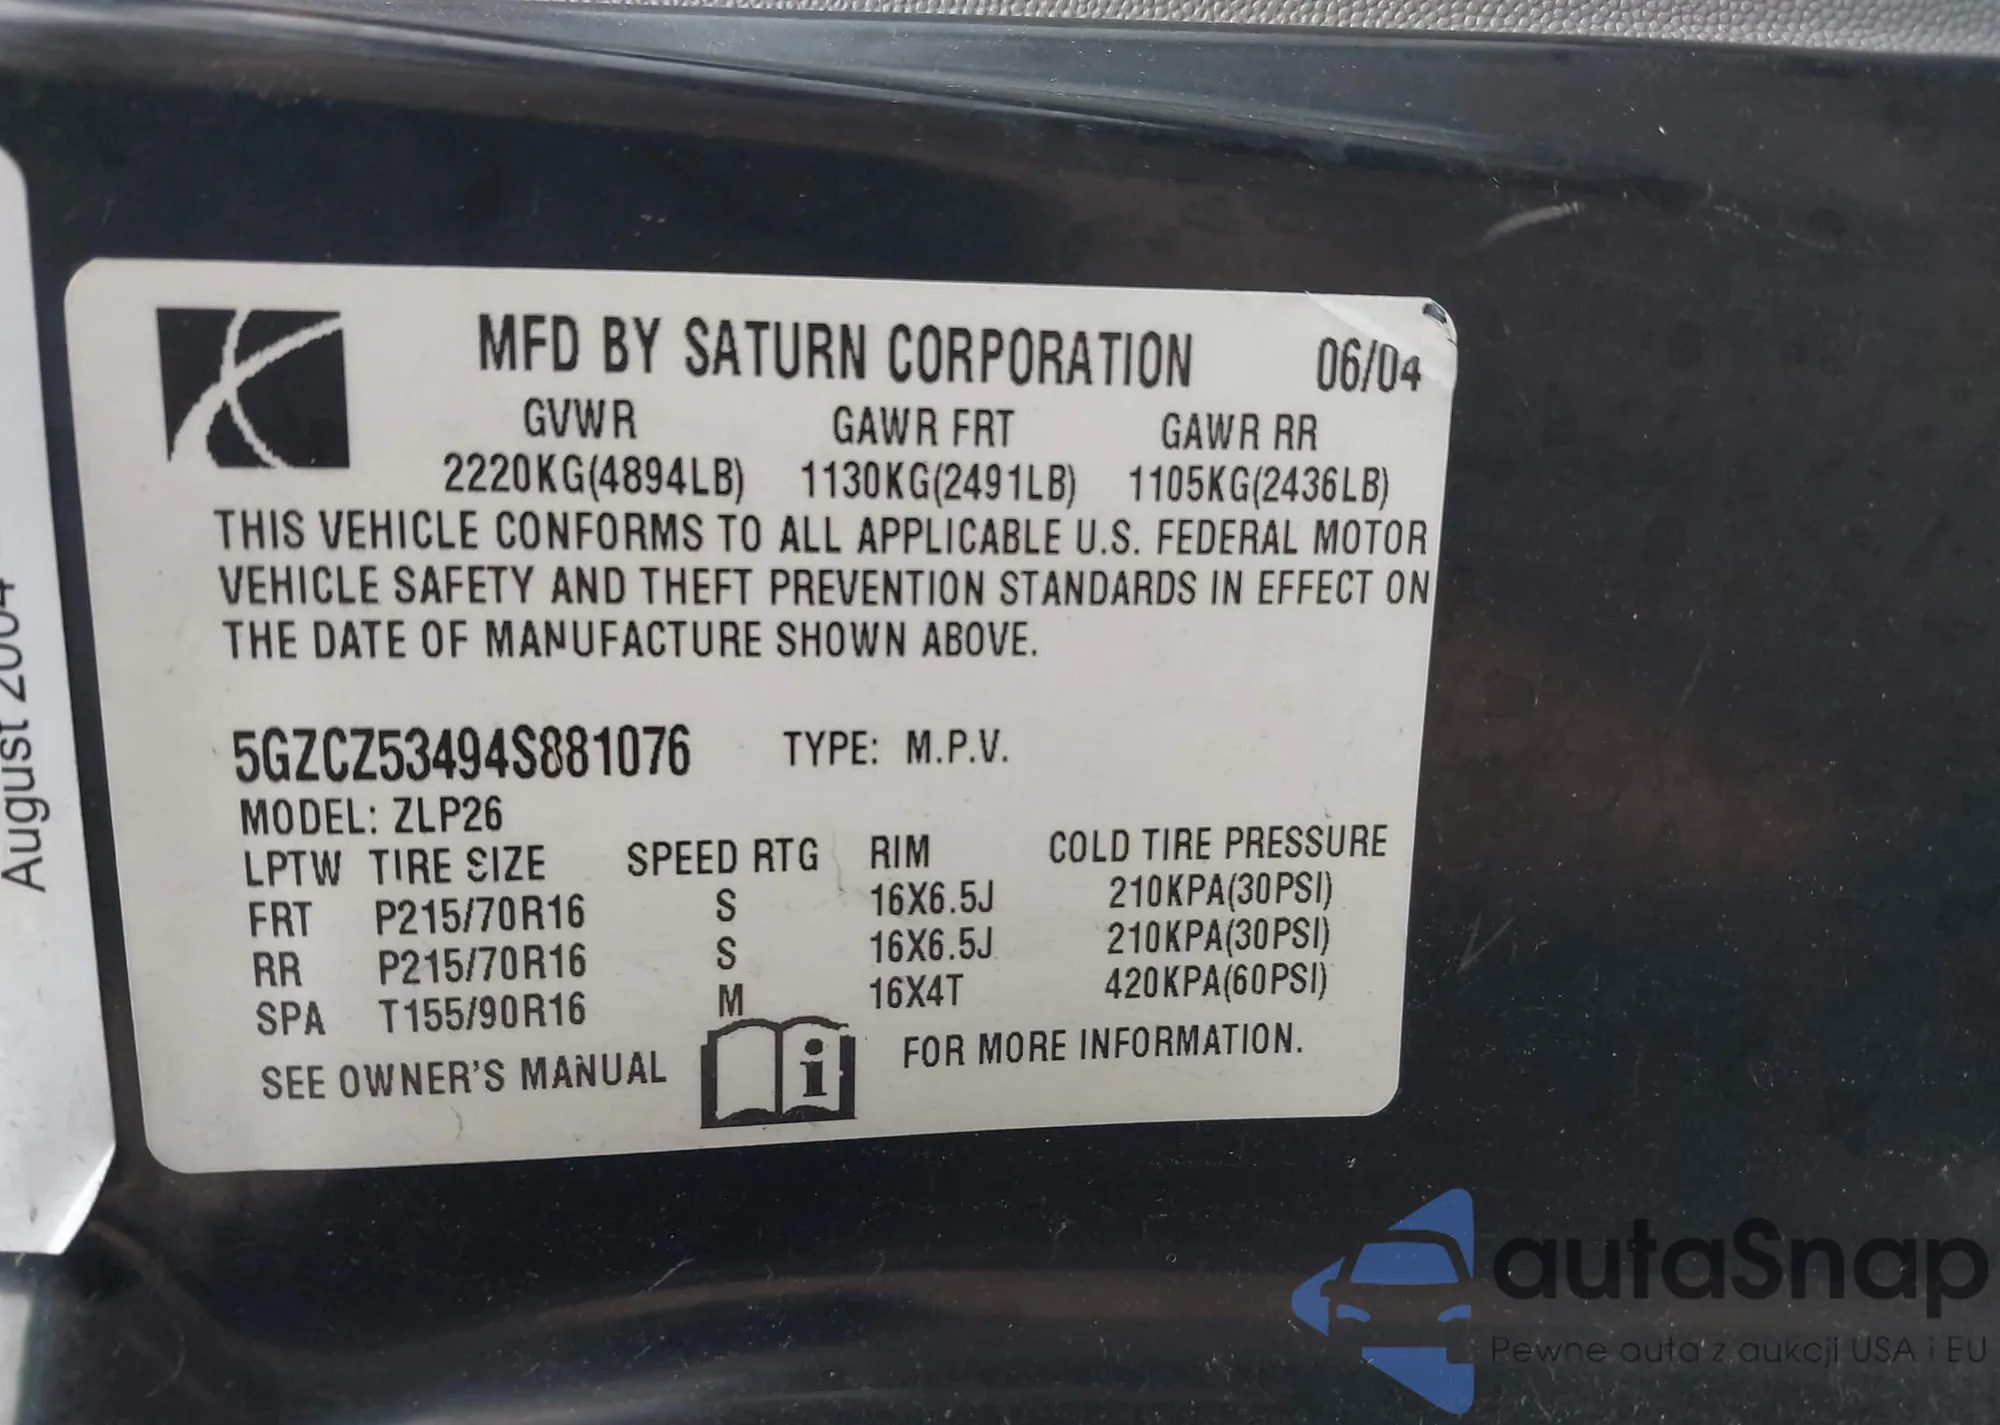 August 2004
MFD BY SATURN CORPORATION 06/04
GVWR GAWR FRT GAWR RR
2220KG(4894LB) 1130KG(2491LB) 1105KG(2436LB)
THIS VEHICLE CONFORMS TO ALL APPLICABLE U.S. FEDERAL MOTOR
VEHICLE SAFETY AND THEFT PREVENTION STANDARDS IN EFFECT ON
THE DATE OF MANUFACTURE SHOWN ABOVE.
5GZCZ53494S881076 TYPE: M.P.V.
MODEL: ZLP26
LPTW TIRE SIZE SPEED RTG RIM COLD TIRE PRESSURE
FRT P215/70R16 S 16X6.5J 210KPA(30PSI)
RR P215/70R16 S 16X6.5J 210KPA(30PSI)
SPA T155/90R16 M 16X4T 420KPA(60PSI)
SEE OWNER'S MANUAL i FOR MORE INFORMATION.
autaSnap
Pewne auta z aukcji USA i EU